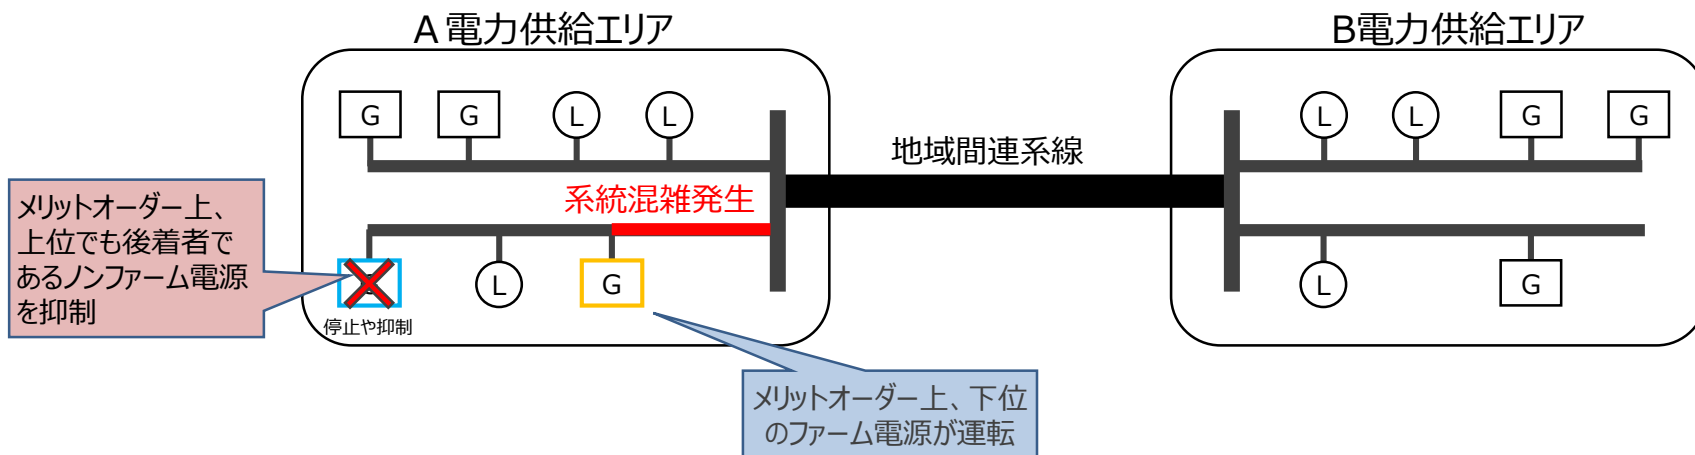 A電力供給エリア
B電力供給エリア
G
G
L
L
L
L
G
G
地域間連系線
系統混雑発生
メリットオーダー上、
上位でも後着者で
あるノンファーム電源
を抑制
L
G
L
G
停止や抑制
メリットオーダー上、下位
のファーム電源が運転